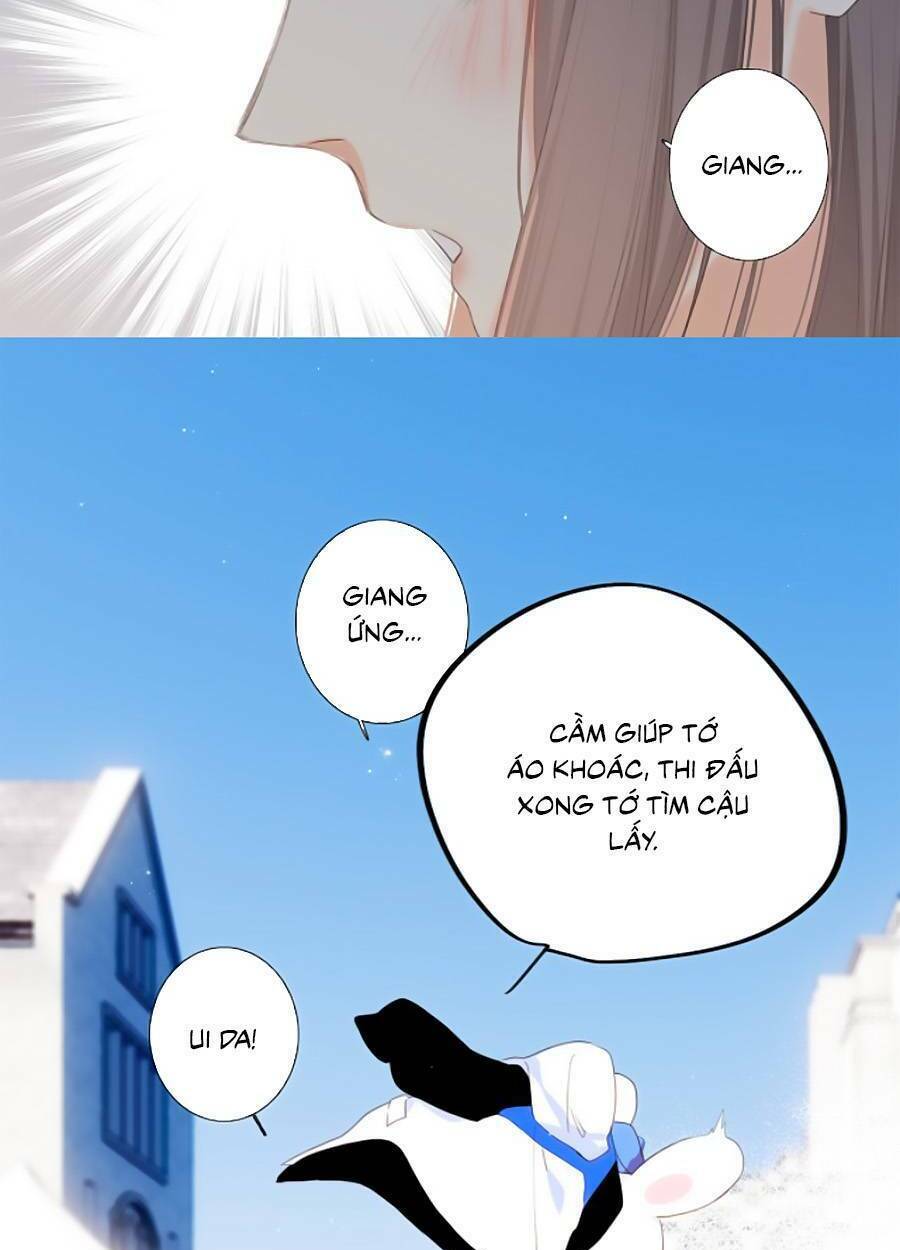 GIANG...
GIANG
ỨNG...
CẦM GIÚP TỚ
ÁO KHOÁC, THI ĐẤU
XONG TỚ TÌM CẬU
LẤY.
UI DA!